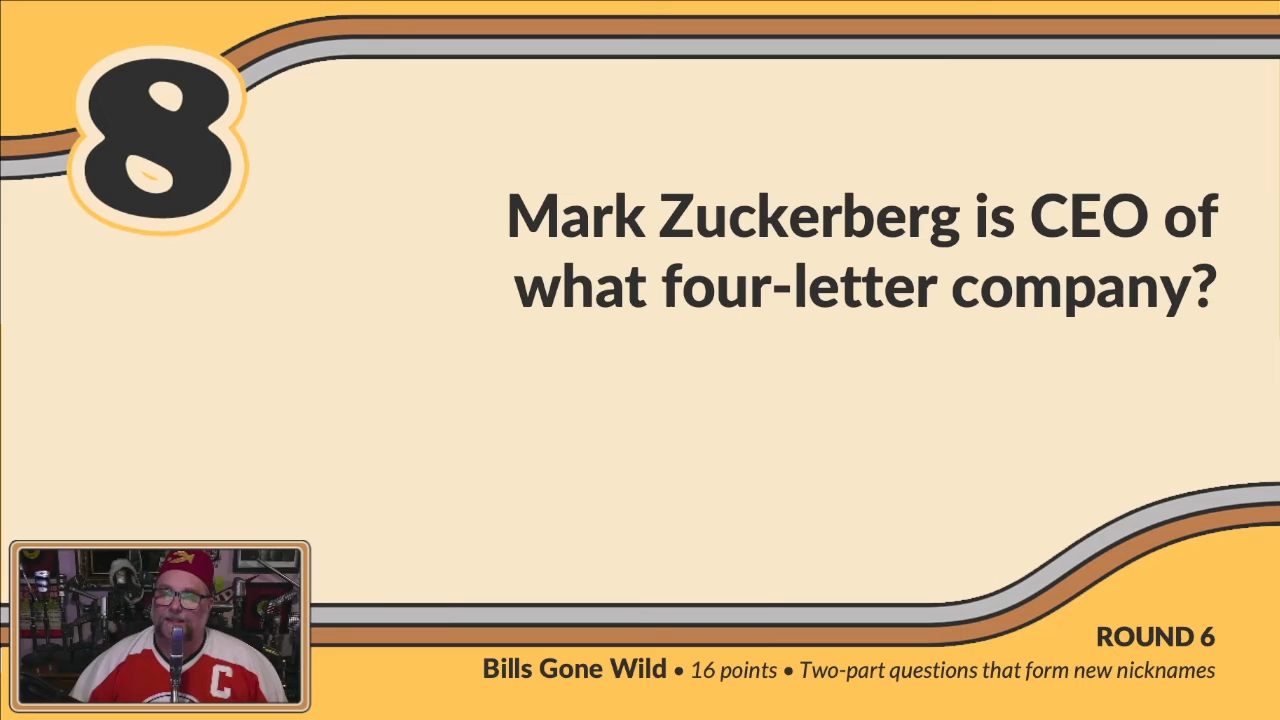 8
Mark Zuckerberg is CEO of
what four-letter company?
C
ROUND 6
Bills Gone Wild • 16 points • Two-part questions that form new nicknames